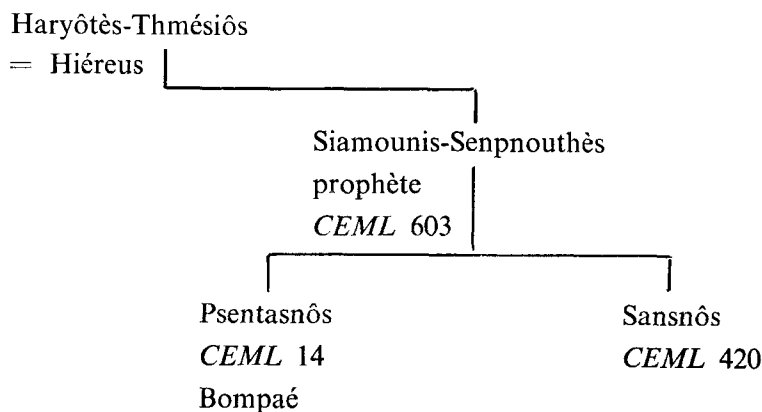 Haryôtès-Thmésiôs
= Hiéreus
Siamounis-Senpnouthès
prophète
CEML 603
Psentasnôs
CEML 14
Bompaé
Sansnôs
CEML 420